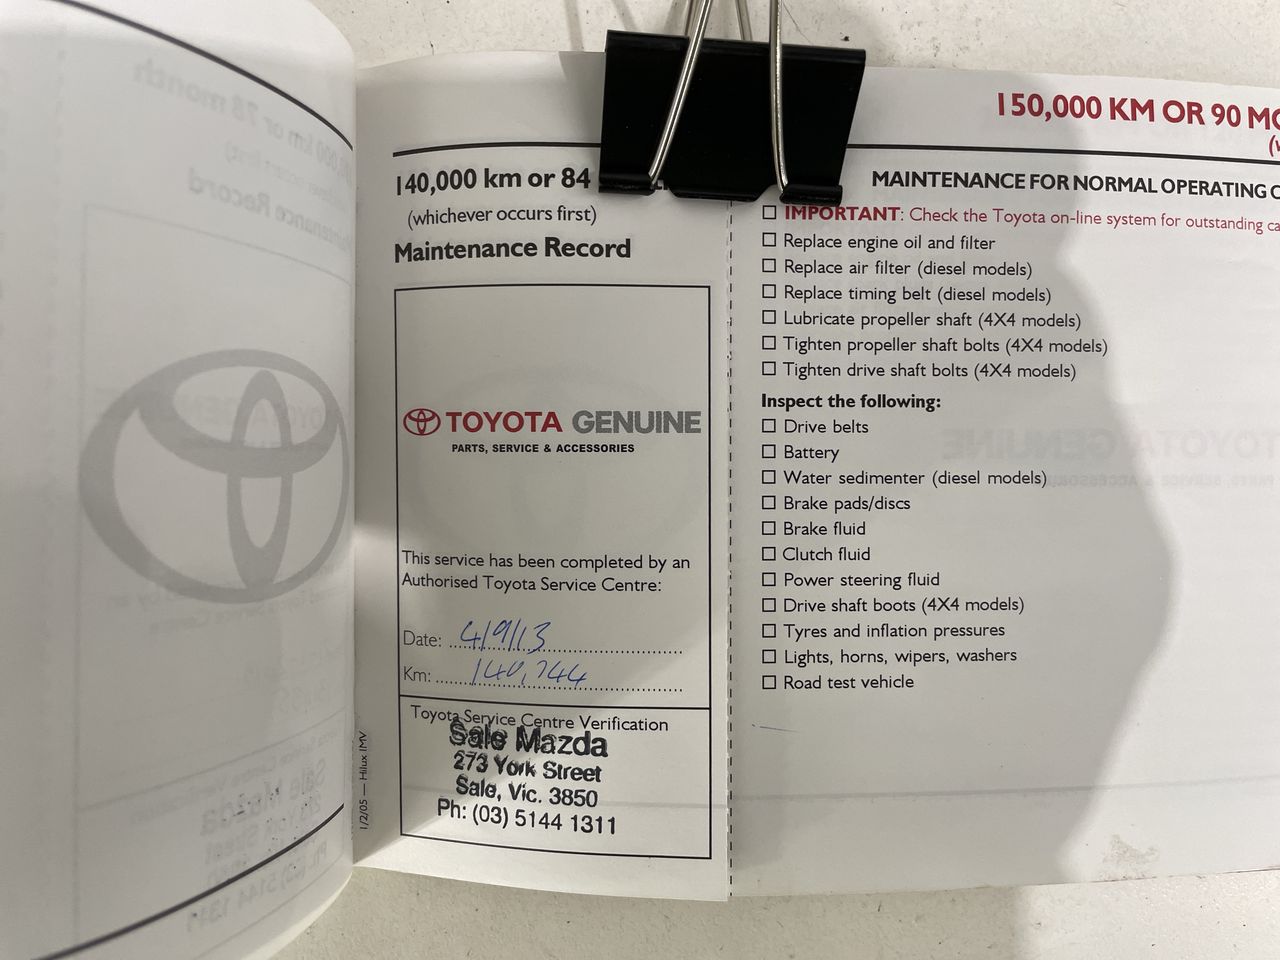 140,000 km or 84
(whichever occurs first)
Maintenance Record
TOYOTA GENUINE
PARTS, SERVICE & ACCESSORIES
This service has been completed by an
Authorised Toyota Service Centre:
Date: 4/9/13
Km: 140,744
Toyota Service Centre Verification
Sale Mazda
273 York Street
Sale, Vic. 3850
Ph: (03) 5144 1311
1/2/05 — Hilux IMV
150,000 KM OR 90
MAINTENANCE FOR NORMAL OPERATING
☐ IMPORTANT: Check the Toyota on-line system for outstanding
☐ Replace engine oil and filter
☐ Replace air filter (diesel models)
☐ Replace timing belt (diesel models)
☐ Lubricate propeller shaft (4X4 models)
☐ Tighten propeller shaft bolts (4X4 models)
☐ Tighten drive shaft bolts (4X4 models)
Inspect the following:
☐ Drive belts
☐ Battery
☐ Water sedimenter (diesel models)
☐ Brake pads/discs
☐ Brake fluid
☐ Clutch fluid
☐ Power steering fluid
☐ Drive shaft boots (4X4 models)
☐ Tyres and inflation pressures
☐ Lights, horns, wipers, washers
☐ Road test vehicle